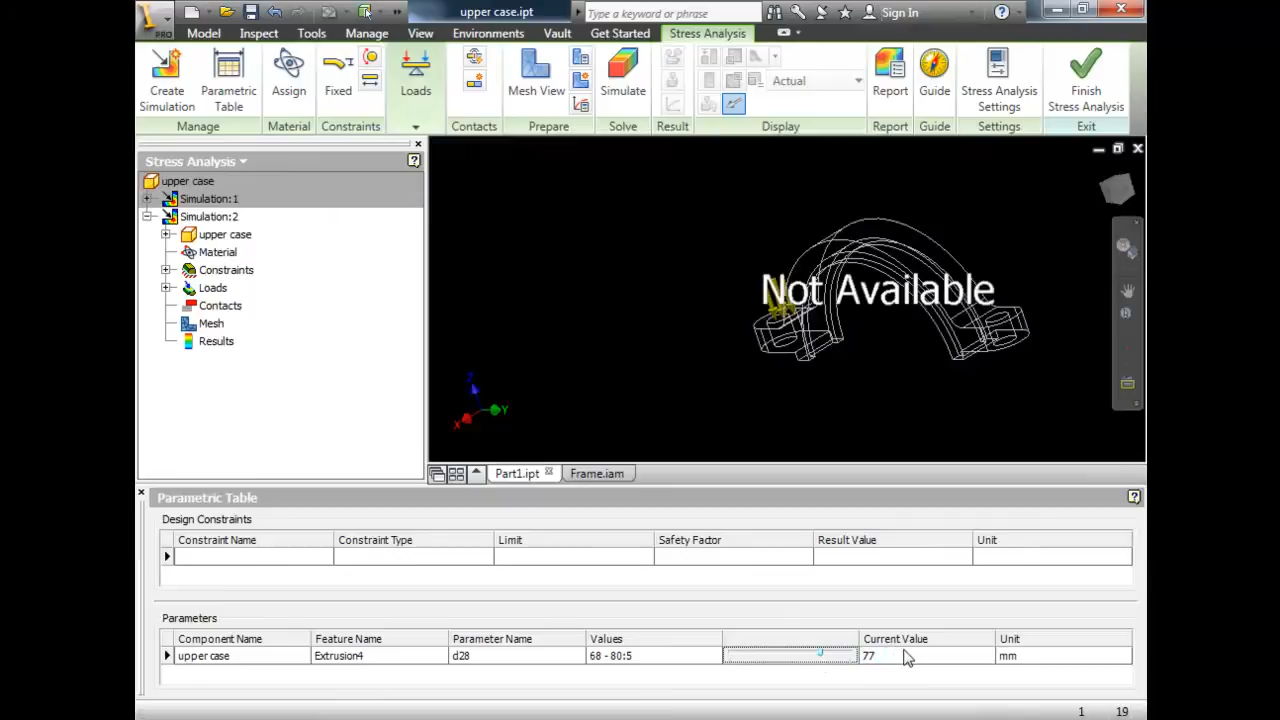 upper case.ipt
Type a keyword or phrase
Sign In
PRO
Model Inspect Tools Manage View Environments Vault Get Started Stress Analysis
Create Simulation
Parametric Table
Assign
Fixed
Loads
Mesh View
Simulate
Actual
Report
Guide
Stress Analysis Settings
Finish Stress Analysis
Manage Material Constraints Contacts Prepare Solve Result Display Report Guide Settings Exit
Stress Analysis
upper case
Simulation:1
Simulation:2
upper case
Material
Constraints
Loads
Contacts
Mesh
Results
Not Available
Z
X
Y
Part1.ipt Frame.iam
Parametric Table
Design Constraints
Constraint Name Constraint Type Limit Safety Factor Result Value Unit
Parameters
Component Name Feature Name Parameter Name Values Current Value Unit
upper case Extrusion4 d28 68 - 80:5 77 mm
1 19